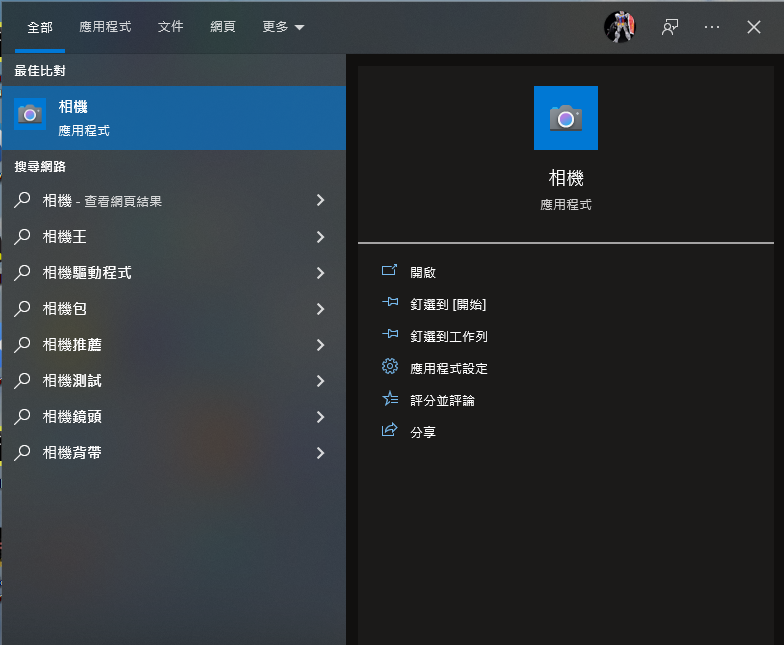 全部 應用程式 文件 網頁 更多
最佳比對
相機
應用程式
搜尋網路
相機 - 查看網頁結果
相機王
相機驅動程式
相機包
相機推薦
相機測試
相機鏡頭
相機背帶
相機
應用程式
開啟
釘選到 [開始]
釘選到工作列
應用程式設定
評分並評論
分享